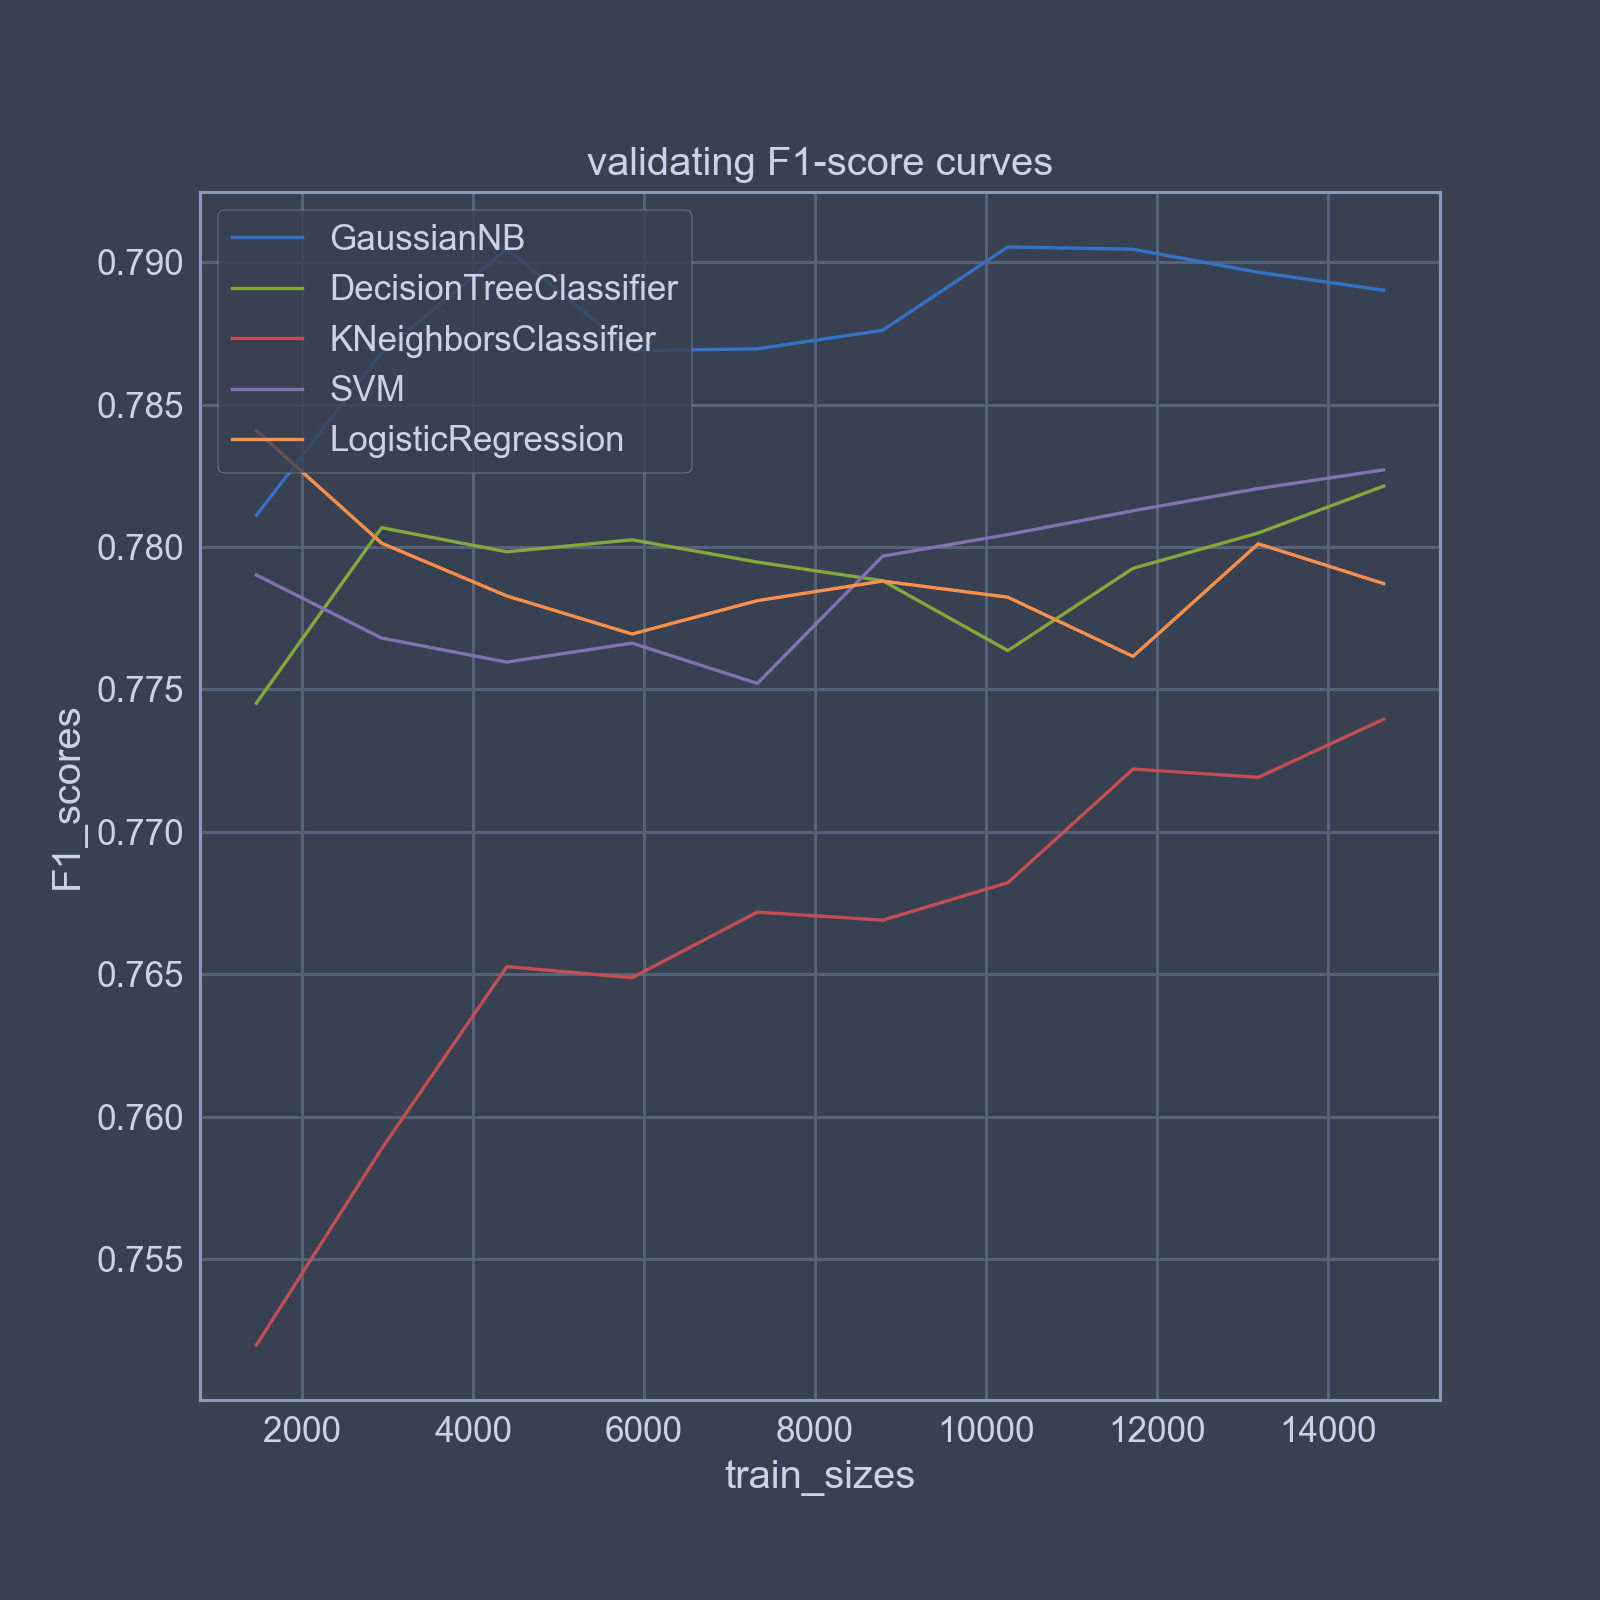 validating F1-score curves
GaussianNB
DecisionTreeClassifier
KNeighborsClassifier
SVM
LogisticRegression
0.790
0.785
0.780
0.775
0.770
0.765
0.760
0.755
F1_scores
2000 4000 6000 8000 10000 12000 14000
train_sizes